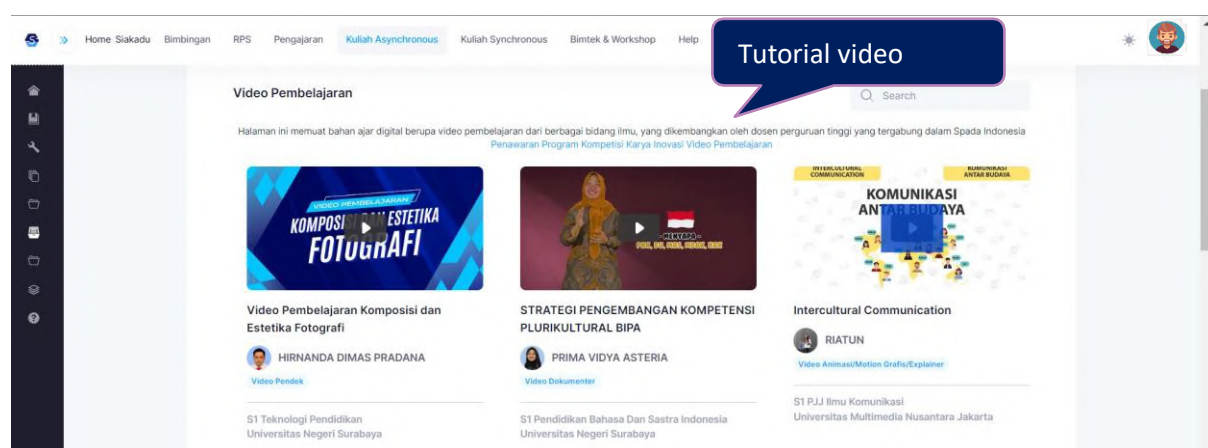 Home Siakadu Bimbingan RPS Pengajaran Kuliah Asynchronous Kuliah Synchronous Bimtek & Workshop Help
Tutorial video
Video Pembelajaran
Search
Halaman ini memuat bahan ajar digital berupa video pembelajaran dari berbagai bidang ilmu, yang dikembangkan oleh dosen perguruan tinggi yang tergabung dalam Spada Indonesia
Penawaran Program Kompetisi Karya Inovasi Video Pembelajaran
VIDEO PEMBELAJARAN
KOMPOSISI DAN ESTETIKA
FOTOGRAFI
- MENYAPA -
PAK, BU, MAS, MBAK, KAK
INTERCULTURAL
COMMUNICATION
KOMUNIKASI
ANTAR BUDAYA
KOMUNIKASI
ANTAR BUDAYA
Video Pembelajaran Komposisi dan
Estetika Fotografi
HIRNANDA DIMAS PRADANA
Video Pendek
S1 Teknologi Pendidikan
Universitas Negeri Surabaya
STRATEGI PENGEMBANGAN KOMPETENSI
PLURIKULTURAL BIPA
PRIMA VIDYA ASTERIA
Video Dokumenter
S1 Pendidikan Bahasa Dan Sastra Indonesia
Universitas Negeri Surabaya
Intercultural Communication
RIATUN
Video Animasi/Motion Grafis/Explainer
S1 PJJ Ilmu Komunikasi
Universitas Multimedia Nusantara Jakarta